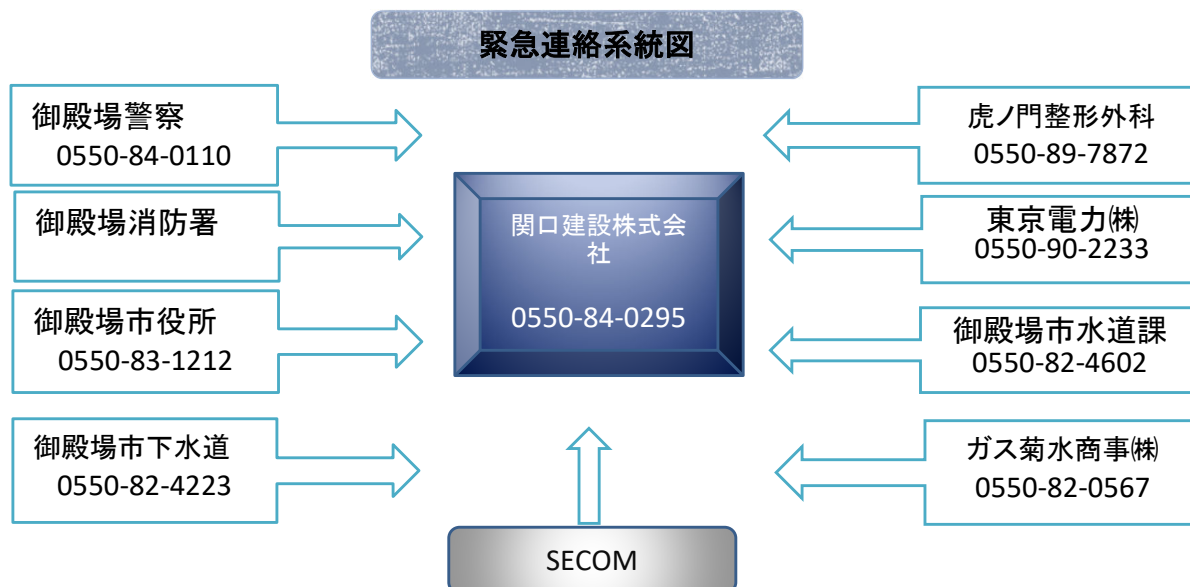 緊急連絡系統図
御殿場警察
0550-84-0110
御殿場消防署
御殿場市役所
0550-83-1212
御殿場市下水道
0550-82-4223
関口建設株式会
社
0550-84-0295
SECOM
虎ノ門整形外科
0550-89-7872
東京電力㈱
0550-90-2233
御殿場市水道課
0550-82-4602
ガス菊水商事㈱
0550-82-0567